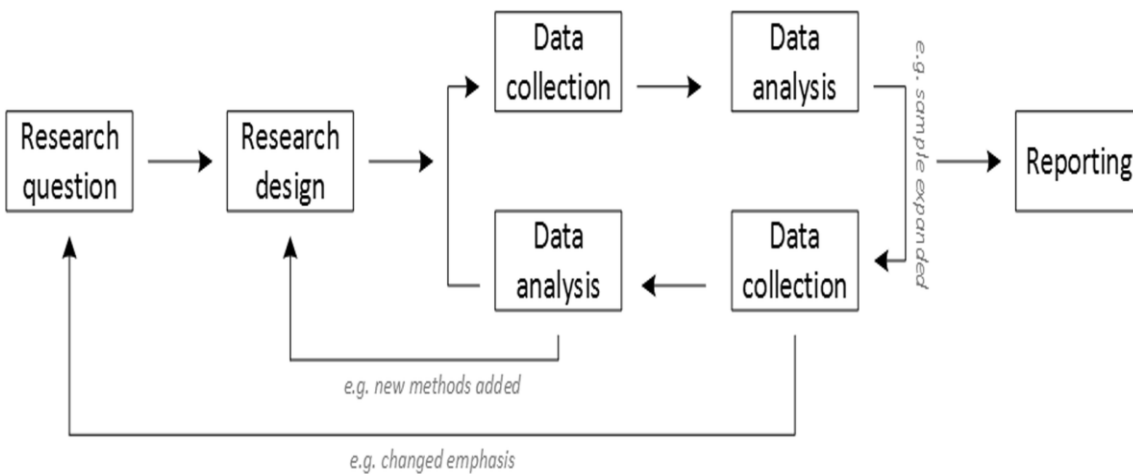 Research
question
Research
design
Data
collection
Data
analysis
e.g. sample expanded
Data
analysis
Data
collection
Reporting
e.g. new methods added
e.g. changed emphasis